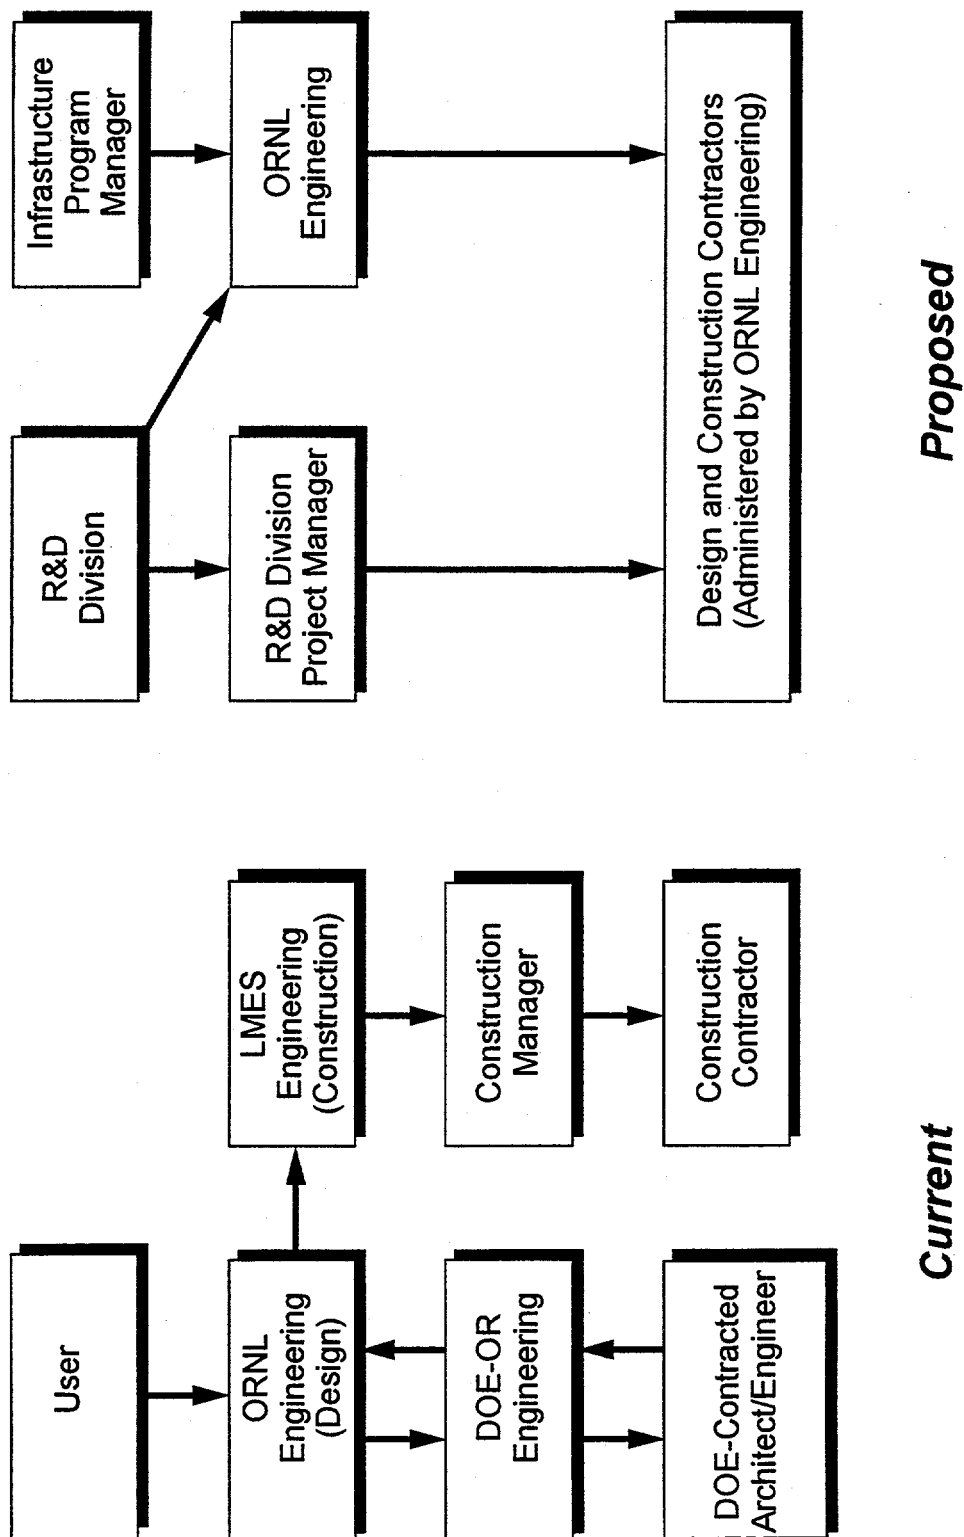 User
ORNL
Engineering
(Design)
LMES
Engineering
(Construction)
DOE-OR
Engineering
Construction
Manager
DOE-Contracted
Architect/Engineer
Construction
Contractor
Current
R&D
Division
Infrastructure
Program
Manager
R&D Division
Project Manager
ORNL
Engineering
Design and Construction Contractors
(Administered by ORNL Engineering)
Proposed